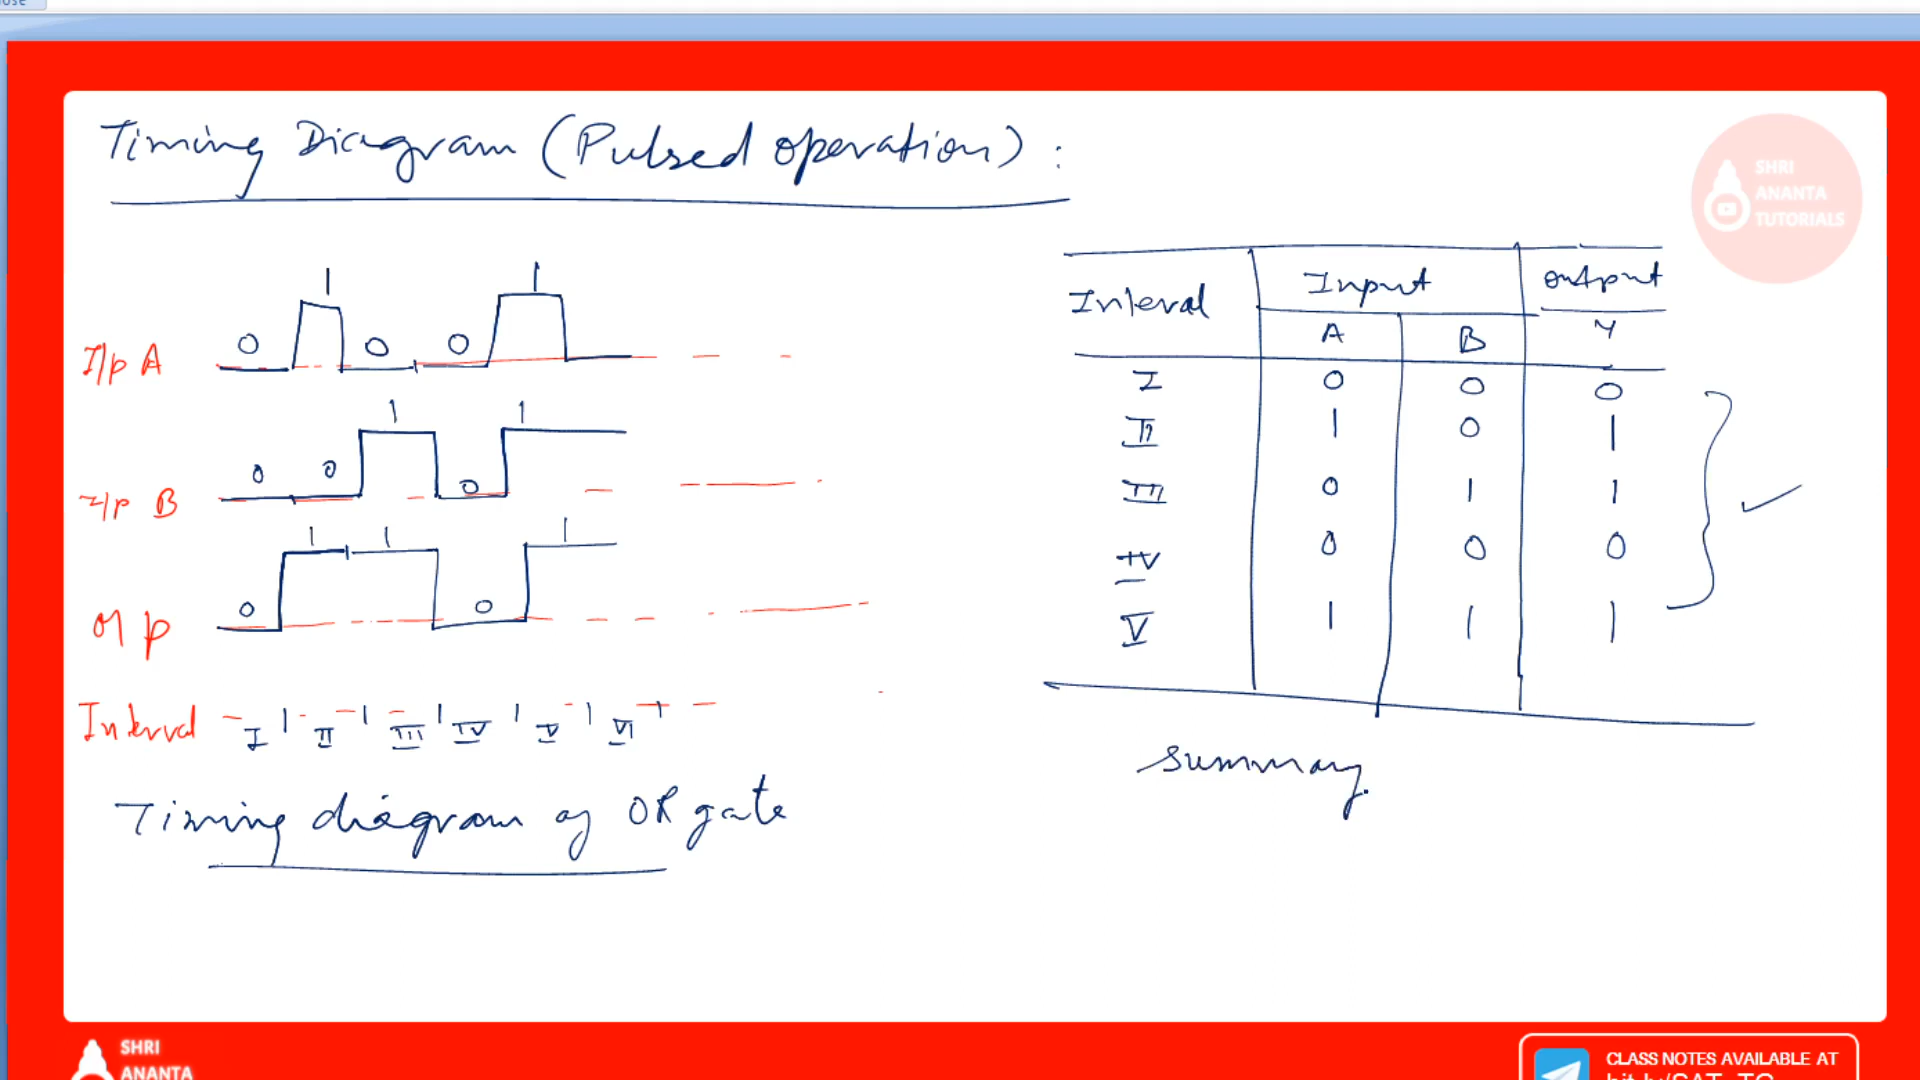 Timing Diagram (Pulsed operation) :
SHRI
ANANTA
TUTORIALS
I/p A 0 1 0 0 1
I/p B 0 0 1 0 1
O/p 0 1 1 0 1
Interval I II III IV V VI
Timing diagram of OR gate
Interval Input Output
A B Y
I 0 0 0
II 1 0 1
III 0 1 1
IV 0 0 0
V 1 1 1
Summary.
SHRI
ANANTA
CLASS NOTES AVAILABLE AT